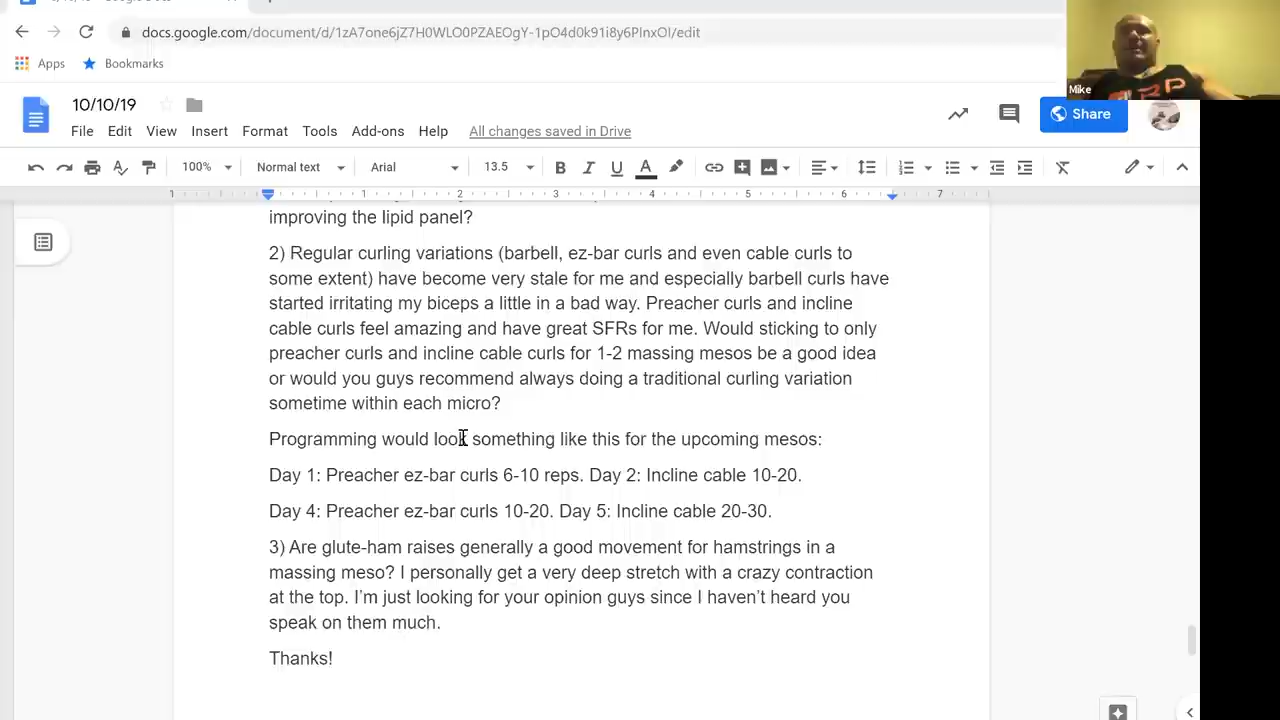 docs.google.com/document/d/1zA7one6jZ7H0WLO0PZAEOgY-1pO4d0k91i8y6PInxOI/edit
Apps Bookmarks
Mike
10/10/19
File Edit View Insert Format Tools Add-ons Help All changes saved in Drive
Share
100% Normal text Arial 13.5 B I U A
1 1 2 3 4 5 6 7
improving the lipid panel?
2) Regular curling variations (barbell, ez-bar curls and even cable curls to
some extent) have become very stale for me and especially barbell curls have
started irritating my biceps a little in a bad way. Preacher curls and incline
cable curls feel amazing and have great SFRs for me. Would sticking to only
preacher curls and incline cable curls for 1-2 massing mesos be a good idea
or would you guys recommend always doing a traditional curling variation
sometime within each micro?
Programming would look something like this for the upcoming mesos:
Day 1: Preacher ez-bar curls 6-10 reps. Day 2: Incline cable 10-20.
Day 4: Preacher ez-bar curls 10-20. Day 5: Incline cable 20-30.
3) Are glute-ham raises generally a good movement for hamstrings in a
massing meso? I personally get a very deep stretch with a crazy contraction
at the top. I'm just looking for your opinion guys since I haven't heard you
speak on them much.
Thanks!